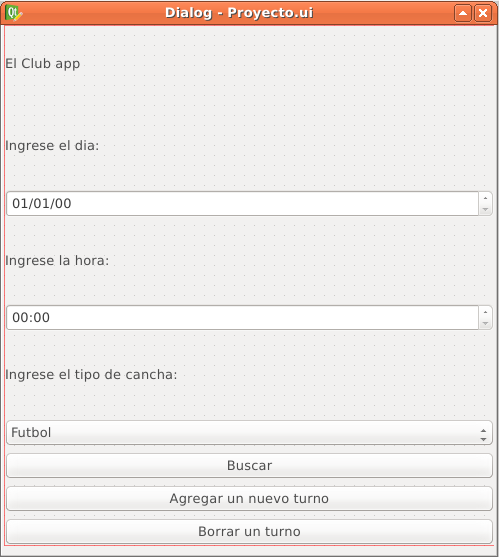 Dialog - Proyecto.ui
El Club app
Ingrese el dia:
01/01/00
Ingrese la hora:
00:00
Ingrese el tipo de cancha:
Futbol
Buscar
Agregar un nuevo turno
Borrar un turno